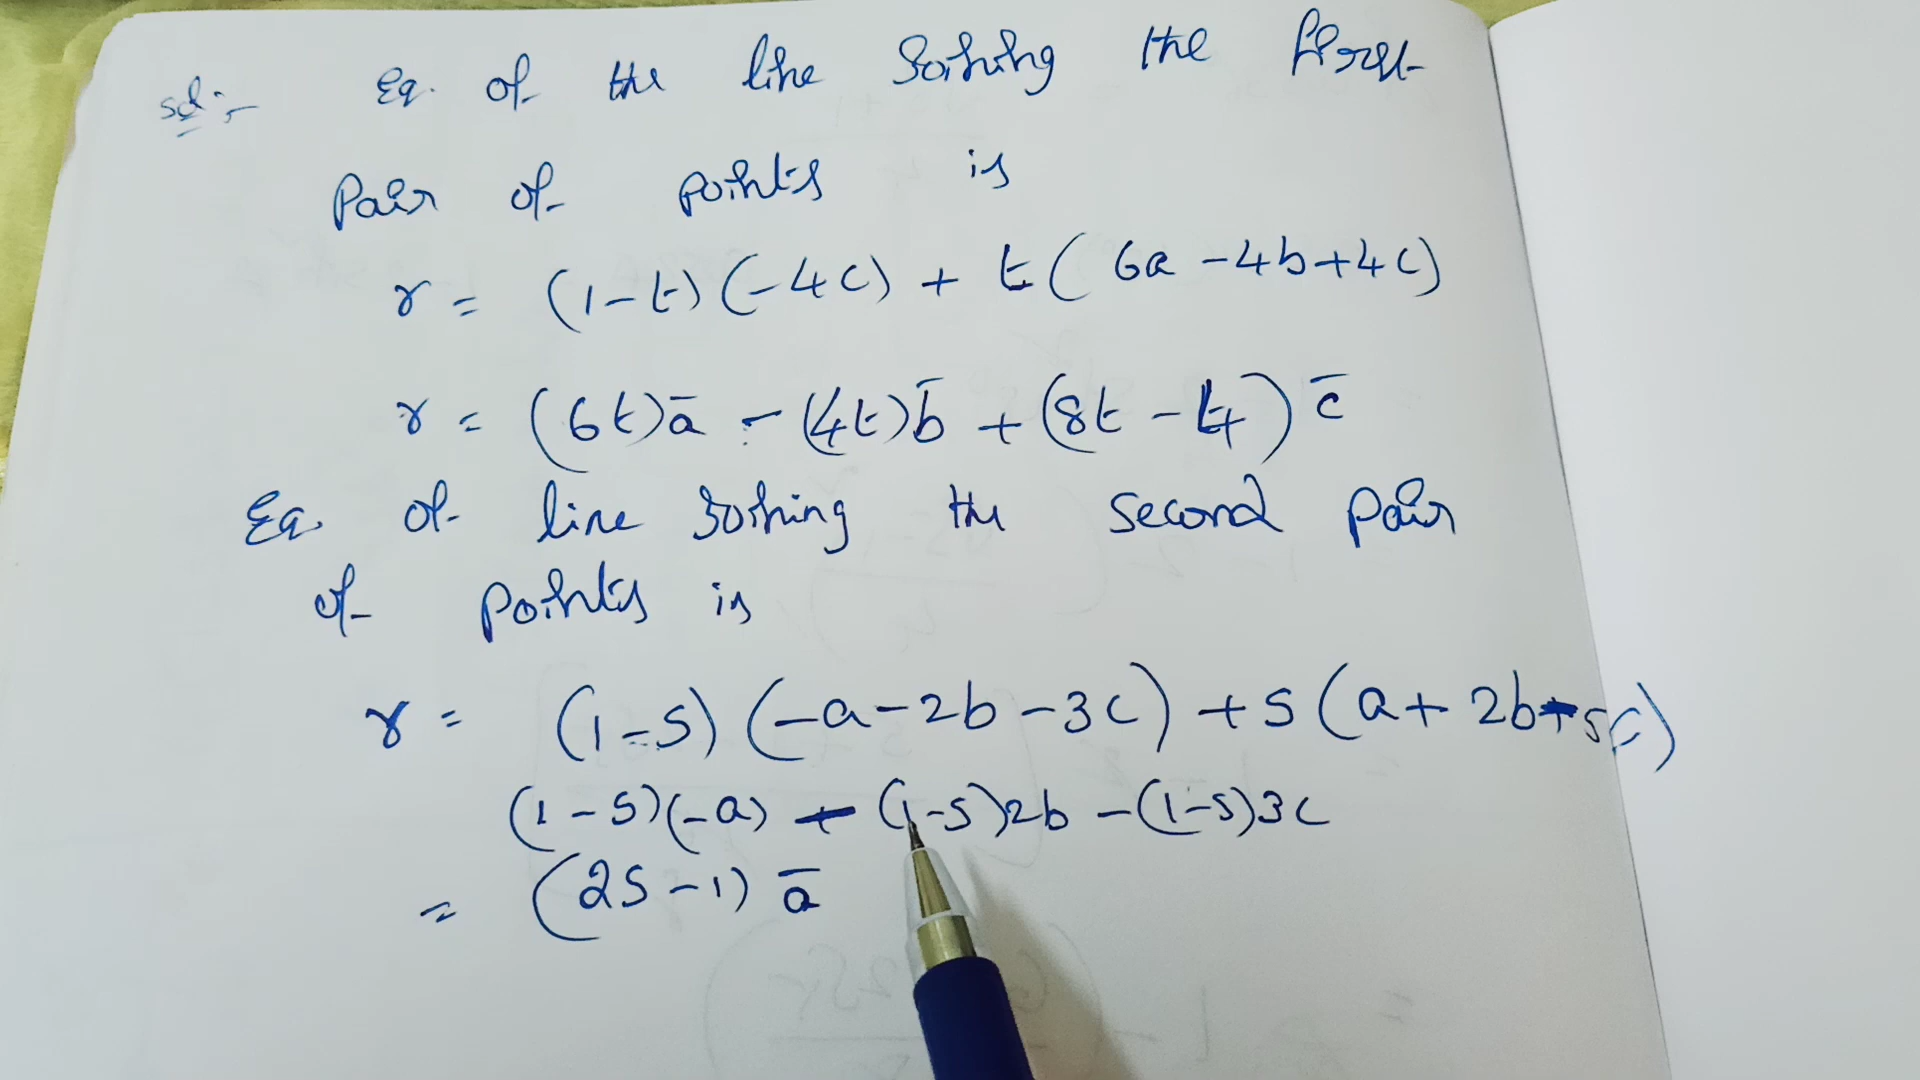 Sol:- Eq. of the line Joining the first
Pair of points is
r = (1-t)(-4c) + t(6a-4b+4c)
r = (6t)a̅ - (4t)b̅ + (8t-4)c̅
Eq. of line Joining the second pair
of points is
r = (1-s)(-a-2b-3c) + s(a+2b-5c)
(1-s)(-a) - (1-s)2b - (1-s)3c
= (2s-1)a̅